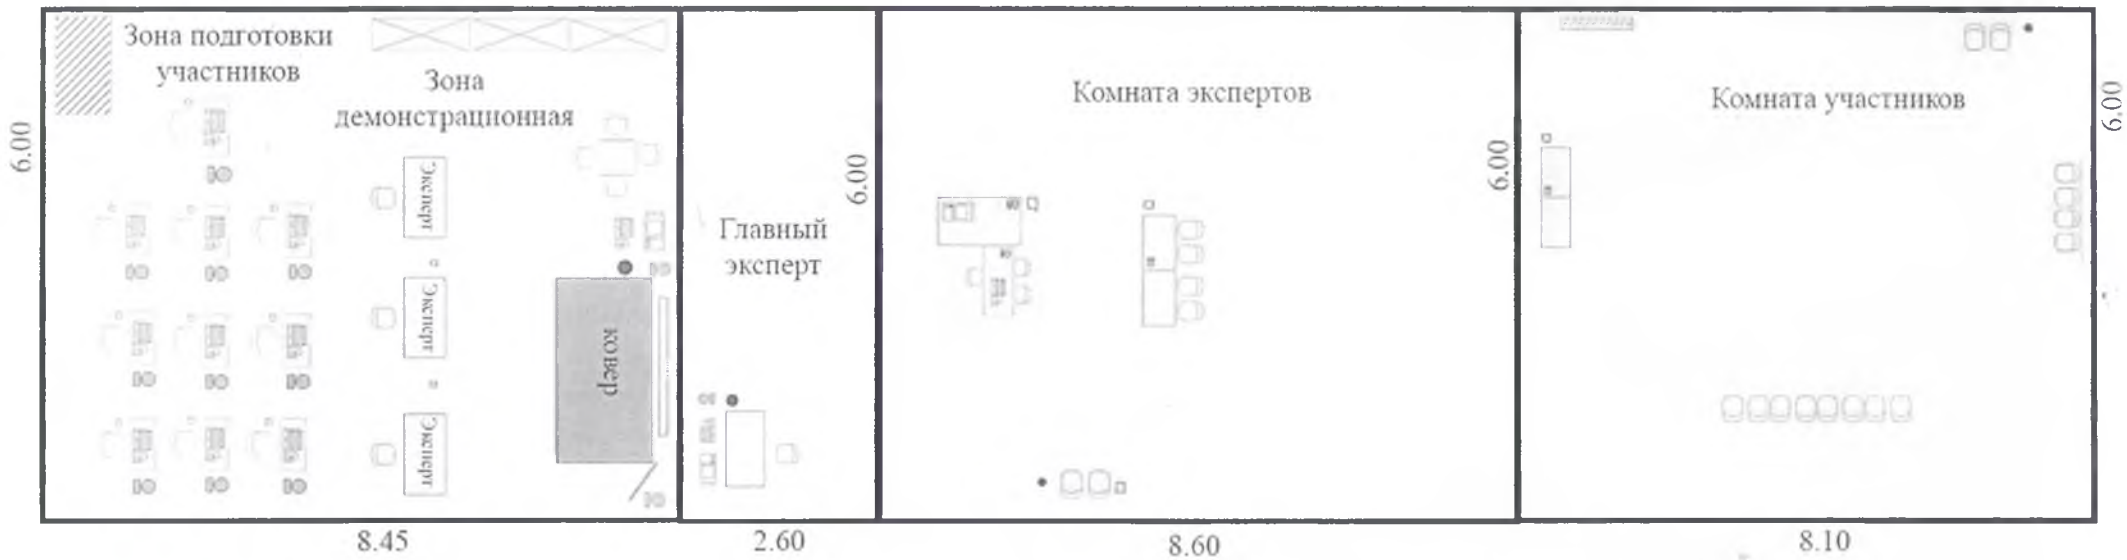 Зона подготовки
участников
Зона
демонстрационная
6.00
Эксперт
Эксперт
Эксперт
ковер
8.45
Главный
эксперт
6.00
2.60
Комната экспертов
6.00
8.60
Комната участников
6.00
8.10